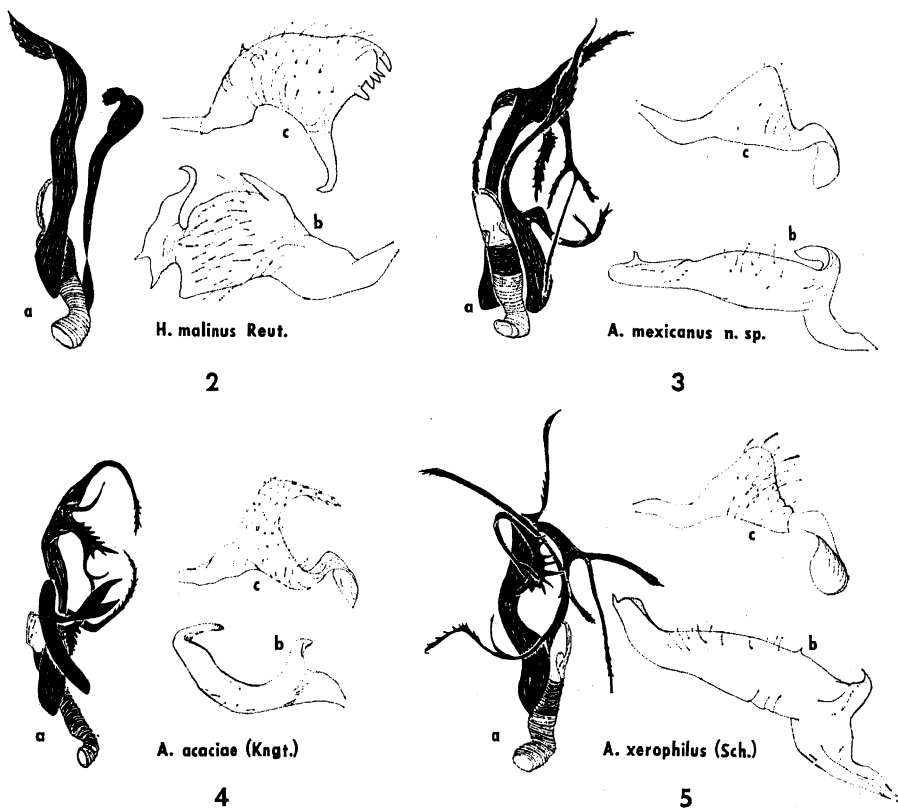 c
b
a
H. malinus Reut.
2
c
b
a
A. mexicanus n. sp.
3
c
b
a
A. acaciae (Kngt.)
4
c
b
a
A. xerophilus (Sch.)
5